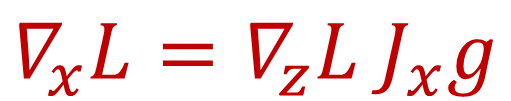 ∇ₓL = ∇_zL Jₓg